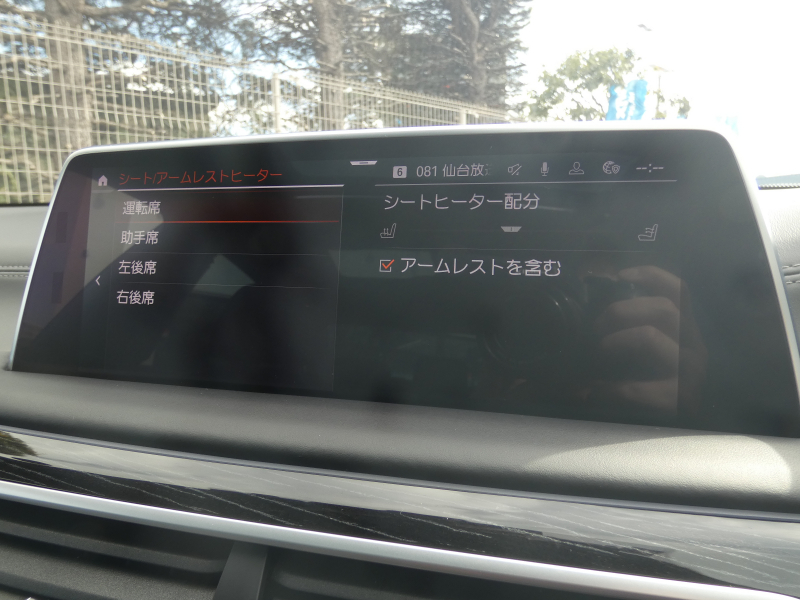 シート/アームレストヒーター
運転席
助手席
左後席
右後席
6 081 仙台放 --:--
シートヒーター配分
アームレストを含む